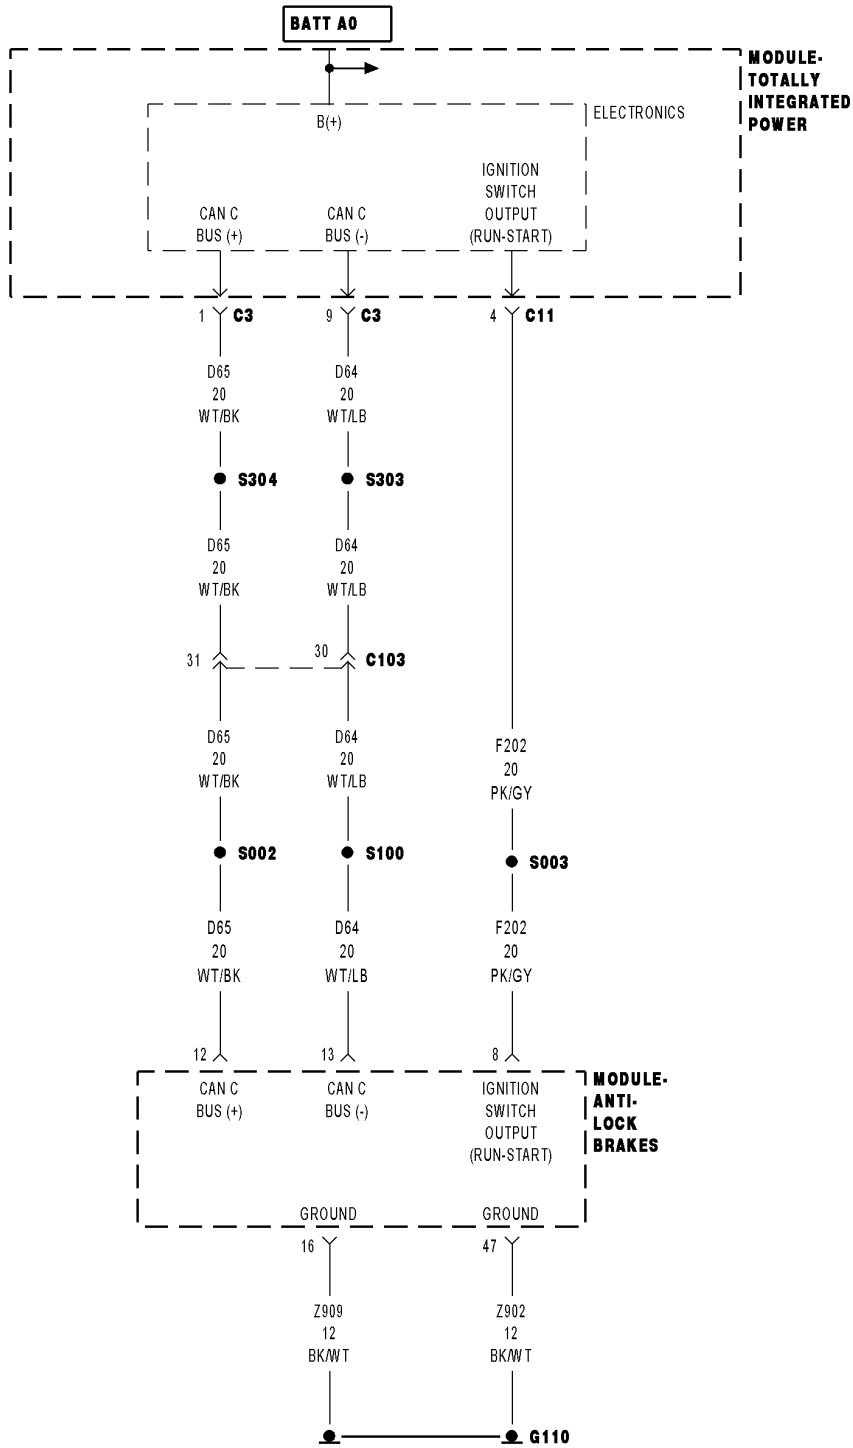 BATT A0
MODULE-
TOTALLY
INTEGRATED
POWER
ELECTRONICS
B(+)
IGNITION
SWITCH
OUTPUT
(RUN-START)
CAN C
BUS (+)
CAN C
BUS (-)
1 C3
9 C3
4 C11
D65
20
WT/BK
D64
20
WT/LB
S304
S303
D65
20
WT/BK
D64
20
WT/LB
31
30
C103
D65
20
WT/BK
D64
20
WT/LB
F202
20
PK/GY
S002
S100
S003
D65
20
WT/BK
D64
20
WT/LB
F202
20
PK/GY
12
13
8
MODULE-
ANTI-
LOCK
BRAKES
CAN C
BUS (+)
CAN C
BUS (-)
IGNITION
SWITCH
OUTPUT
(RUN-START)
GROUND
GROUND
16
47
Z909
12
BK/WT
Z902
12
BK/WT
G110